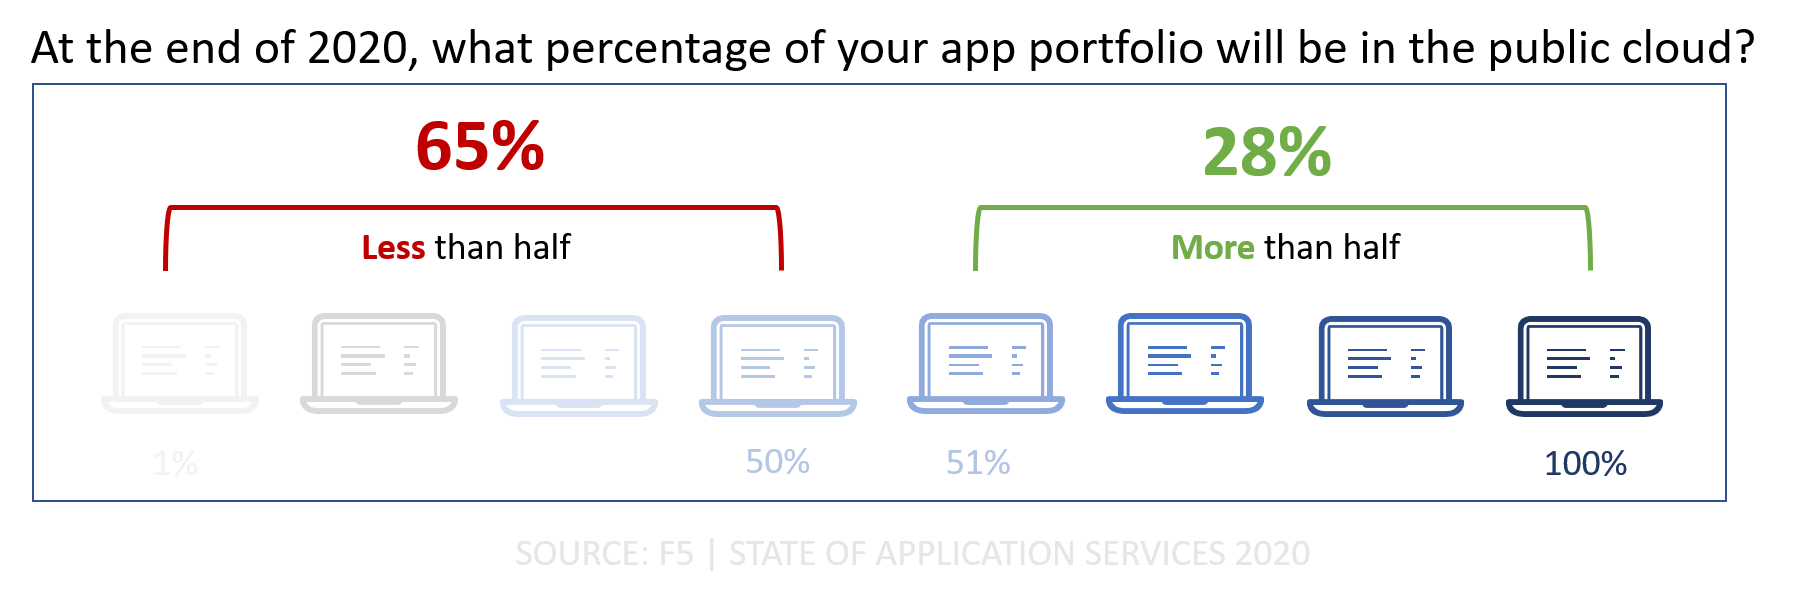 At the end of 2020, what percentage of your app portfolio will be in the public cloud?
65%
28%
Less than half
More than half
1%
50%
51%
100%
SOURCE: F5 | STATE OF APPLICATION SERVICES 2020